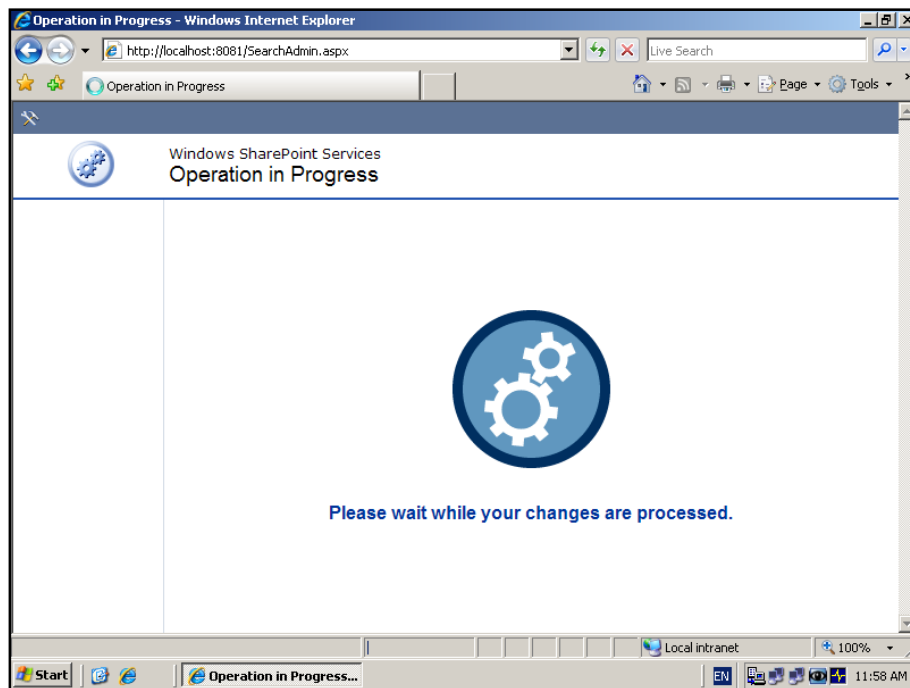 Operation in Progress - Windows Internet Explorer
http://localhost:8081/SearchAdmin.aspx
Live Search
Operation in Progress
Page
Tools
Windows SharePoint Services
Operation in Progress
Please wait while your changes are processed.
Local intranet
100%
Start
Operation in Progress...
EN
11:58 AM